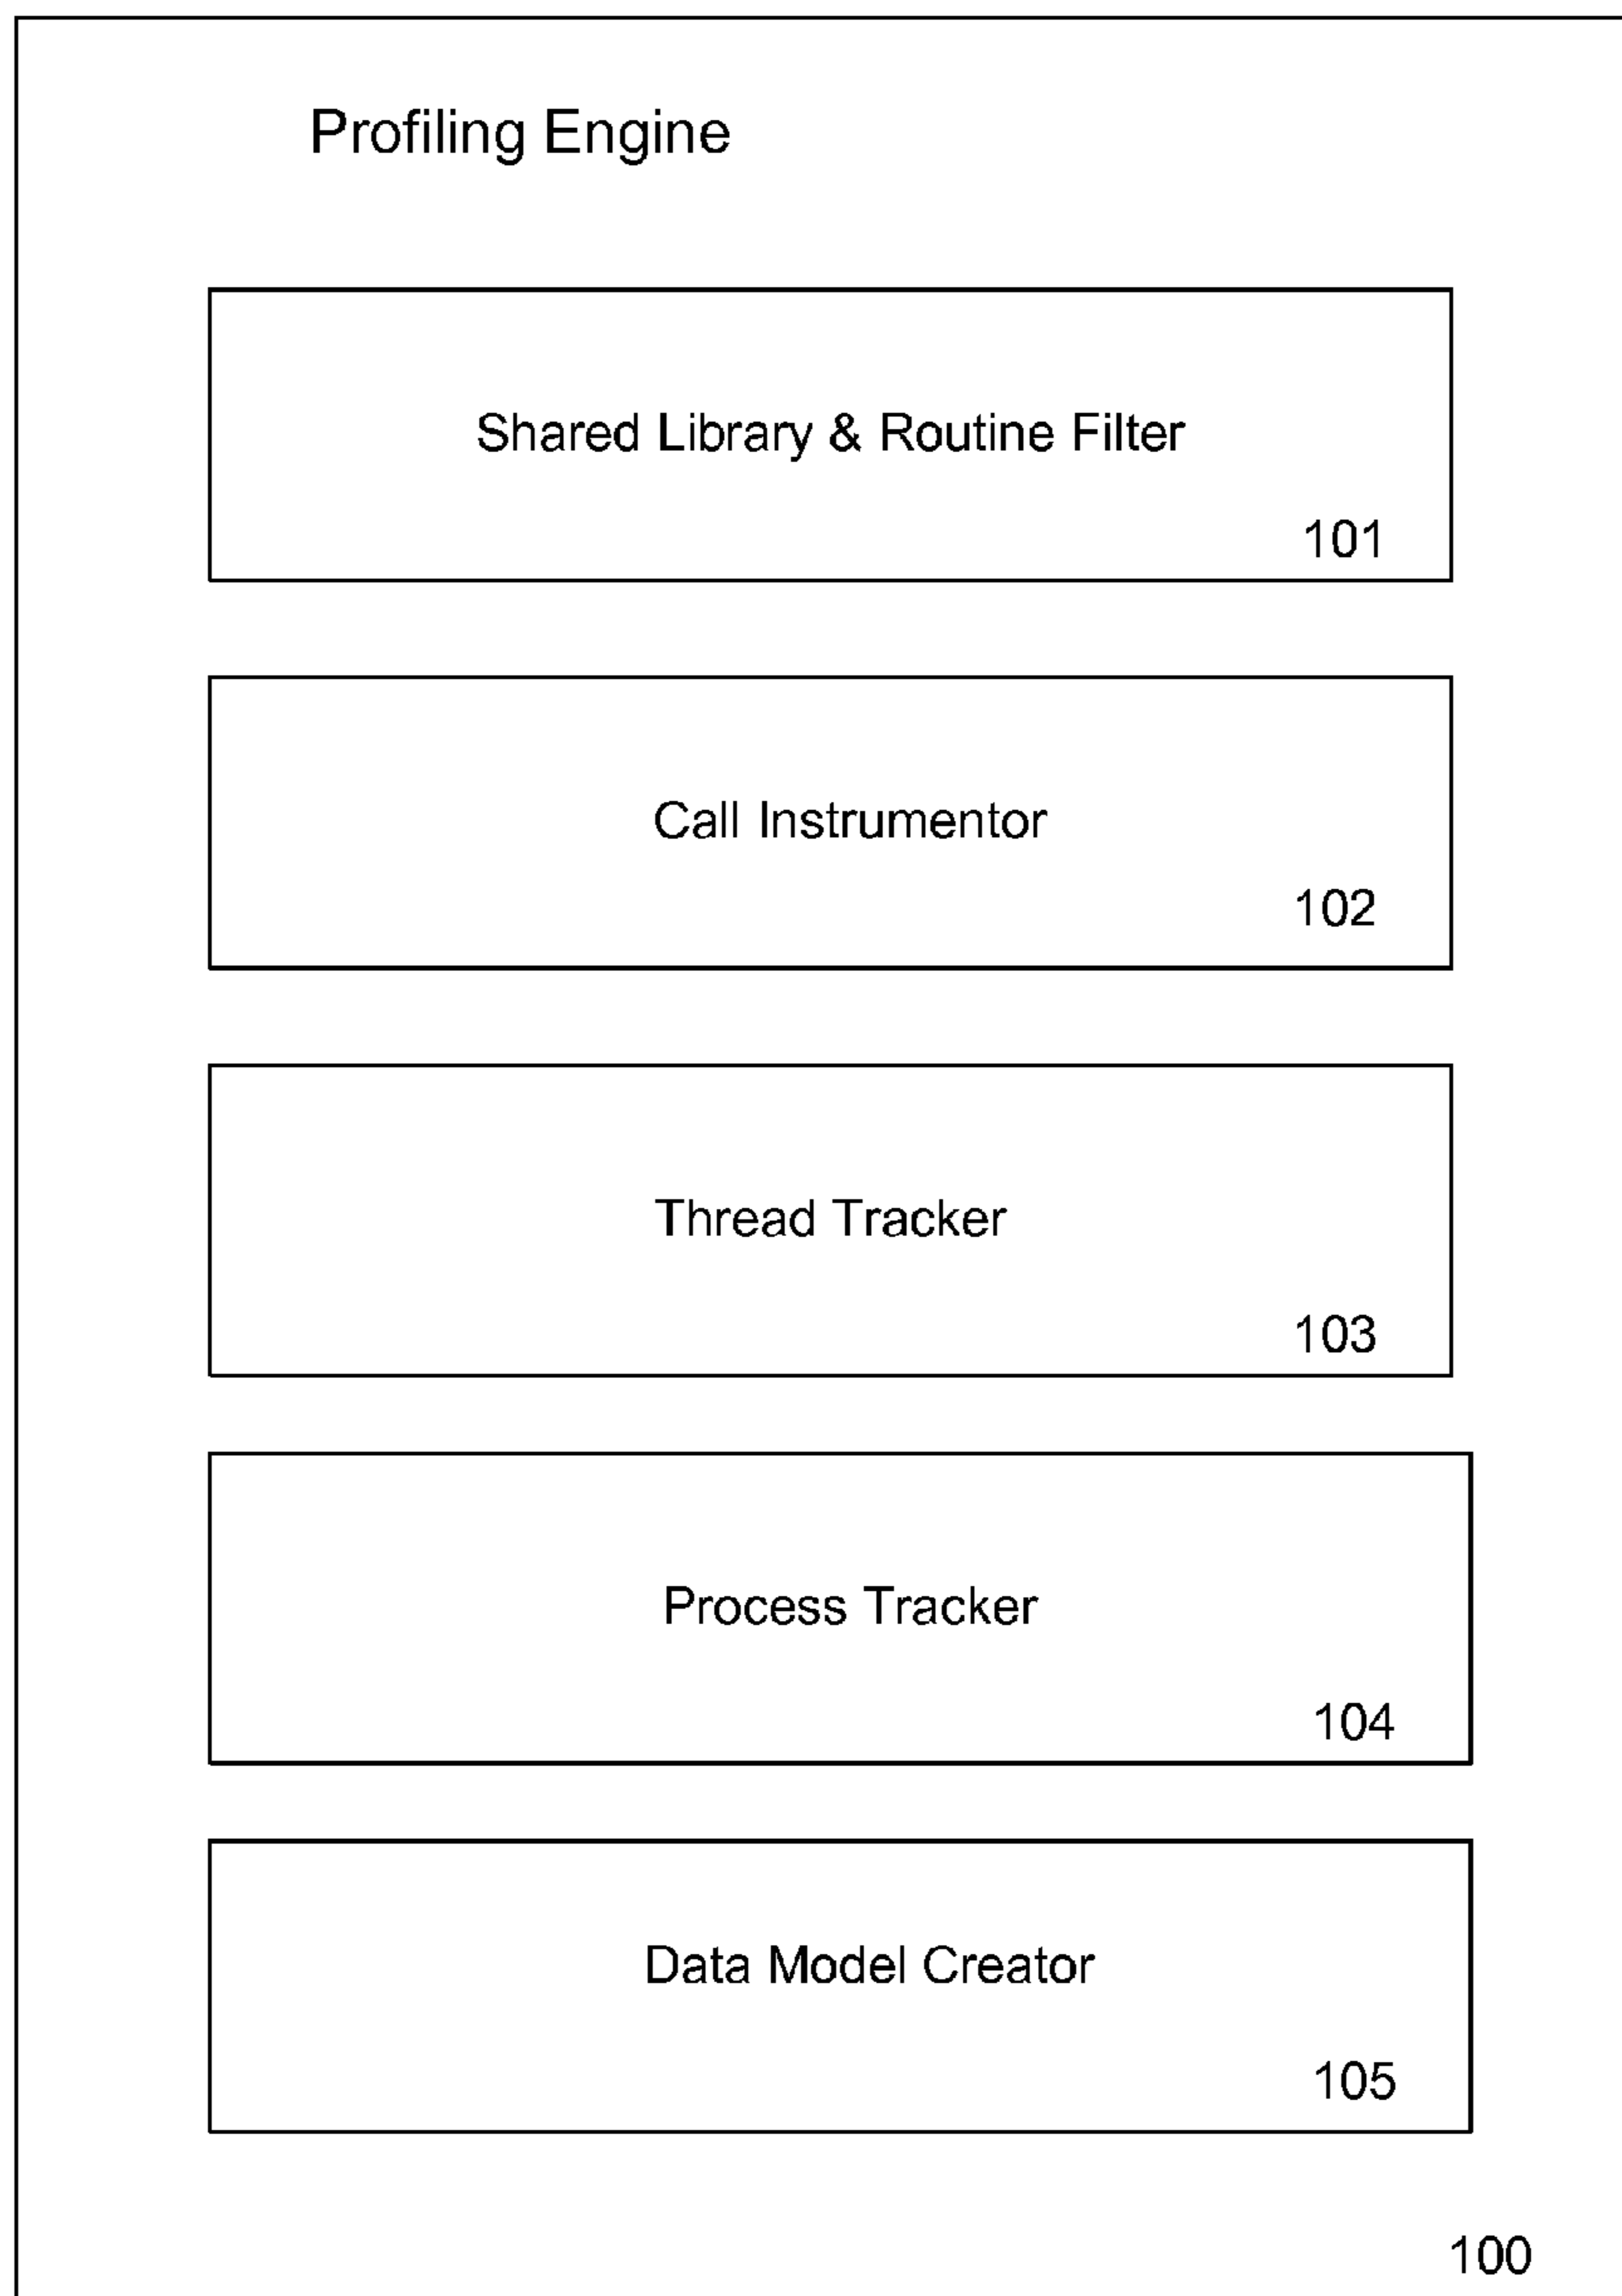 Profiling Engine
Shared Library & Routine Filter
101
Call Instrumentor
102
Thread Tracker
103
Process Tracker
104
Data Model Creator
105
100